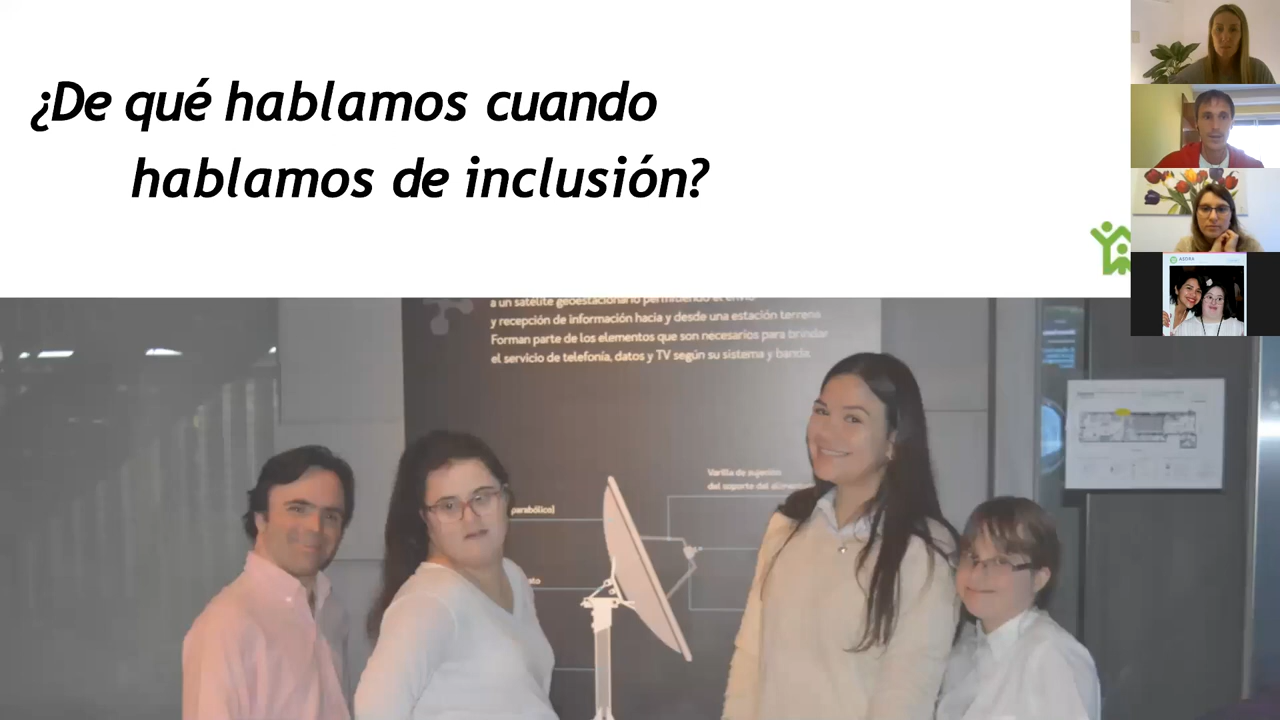 ¿De qué hablamos cuando
hablamos de inclusión?
ASDRA
a un satélite geoestacionario permitiendo el
y recepción de información hacia y desde una estación terrena.
Forman parte de los elementos que son necesarios para brindar
el servicio de telefonía, datos y TV según su sistema y banda.
Varilla de sujeción
del soporte del
parabólico)